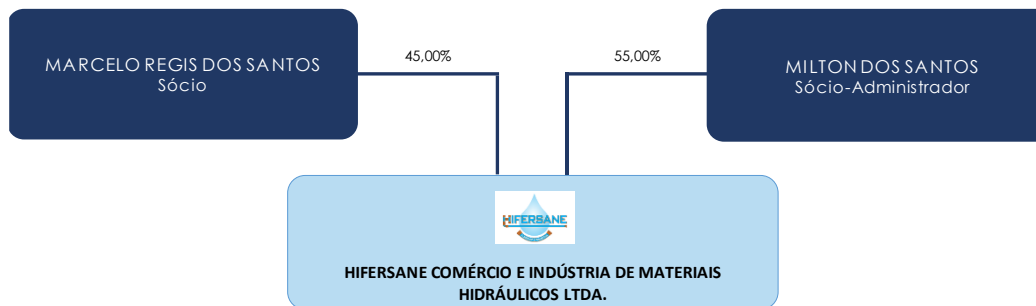 MARCELO REGIS DOS SANTOS
Sócio
45,00%
55,00%
MILTON DOS SANTOS
Sócio-Administrador
HIFERSANE
HIFERSANE COMÉRCIO E INDÚSTRIA DE MATERIAIS
HIDRÁULICOS LTDA.